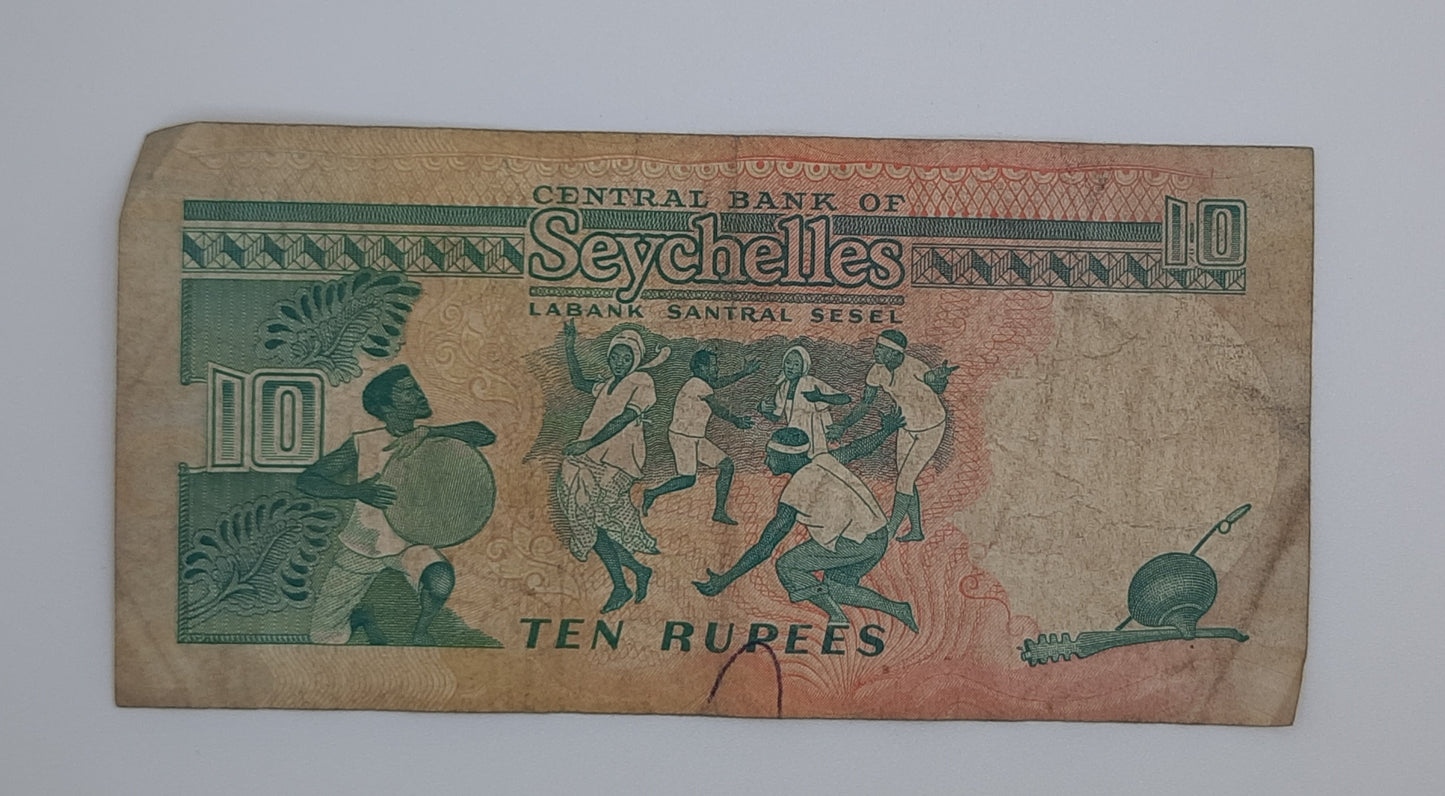 CENTRAL BANK OF
Seychelles
10
LABANK SANTRAL SESEL
10
TEN RUPEES